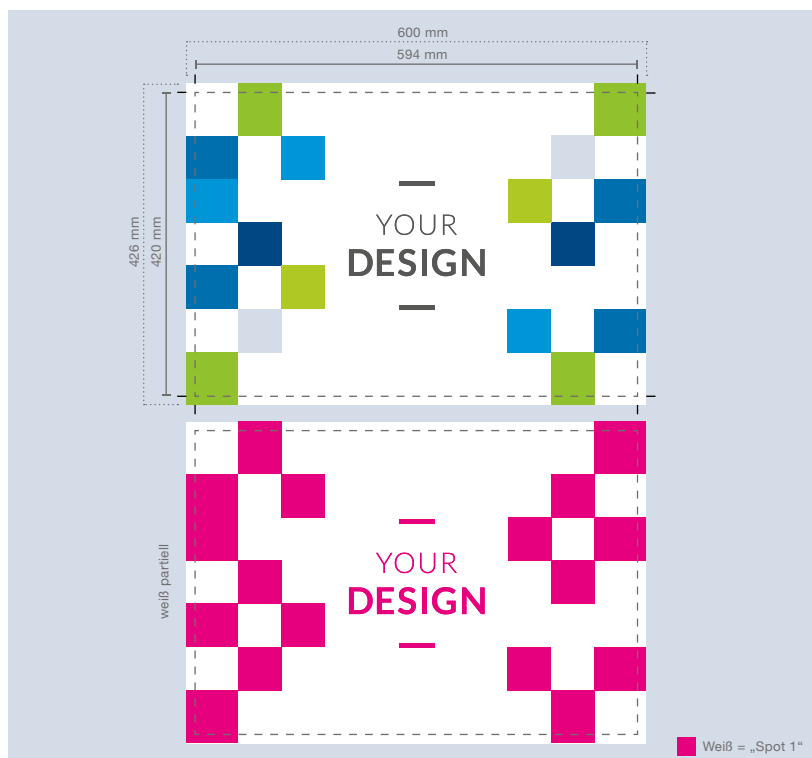 600 mm
594 mm
426 mm
420 mm
YOUR
DESIGN
weiß partiell
YOUR
DESIGN
Weiß = „Spot 1“